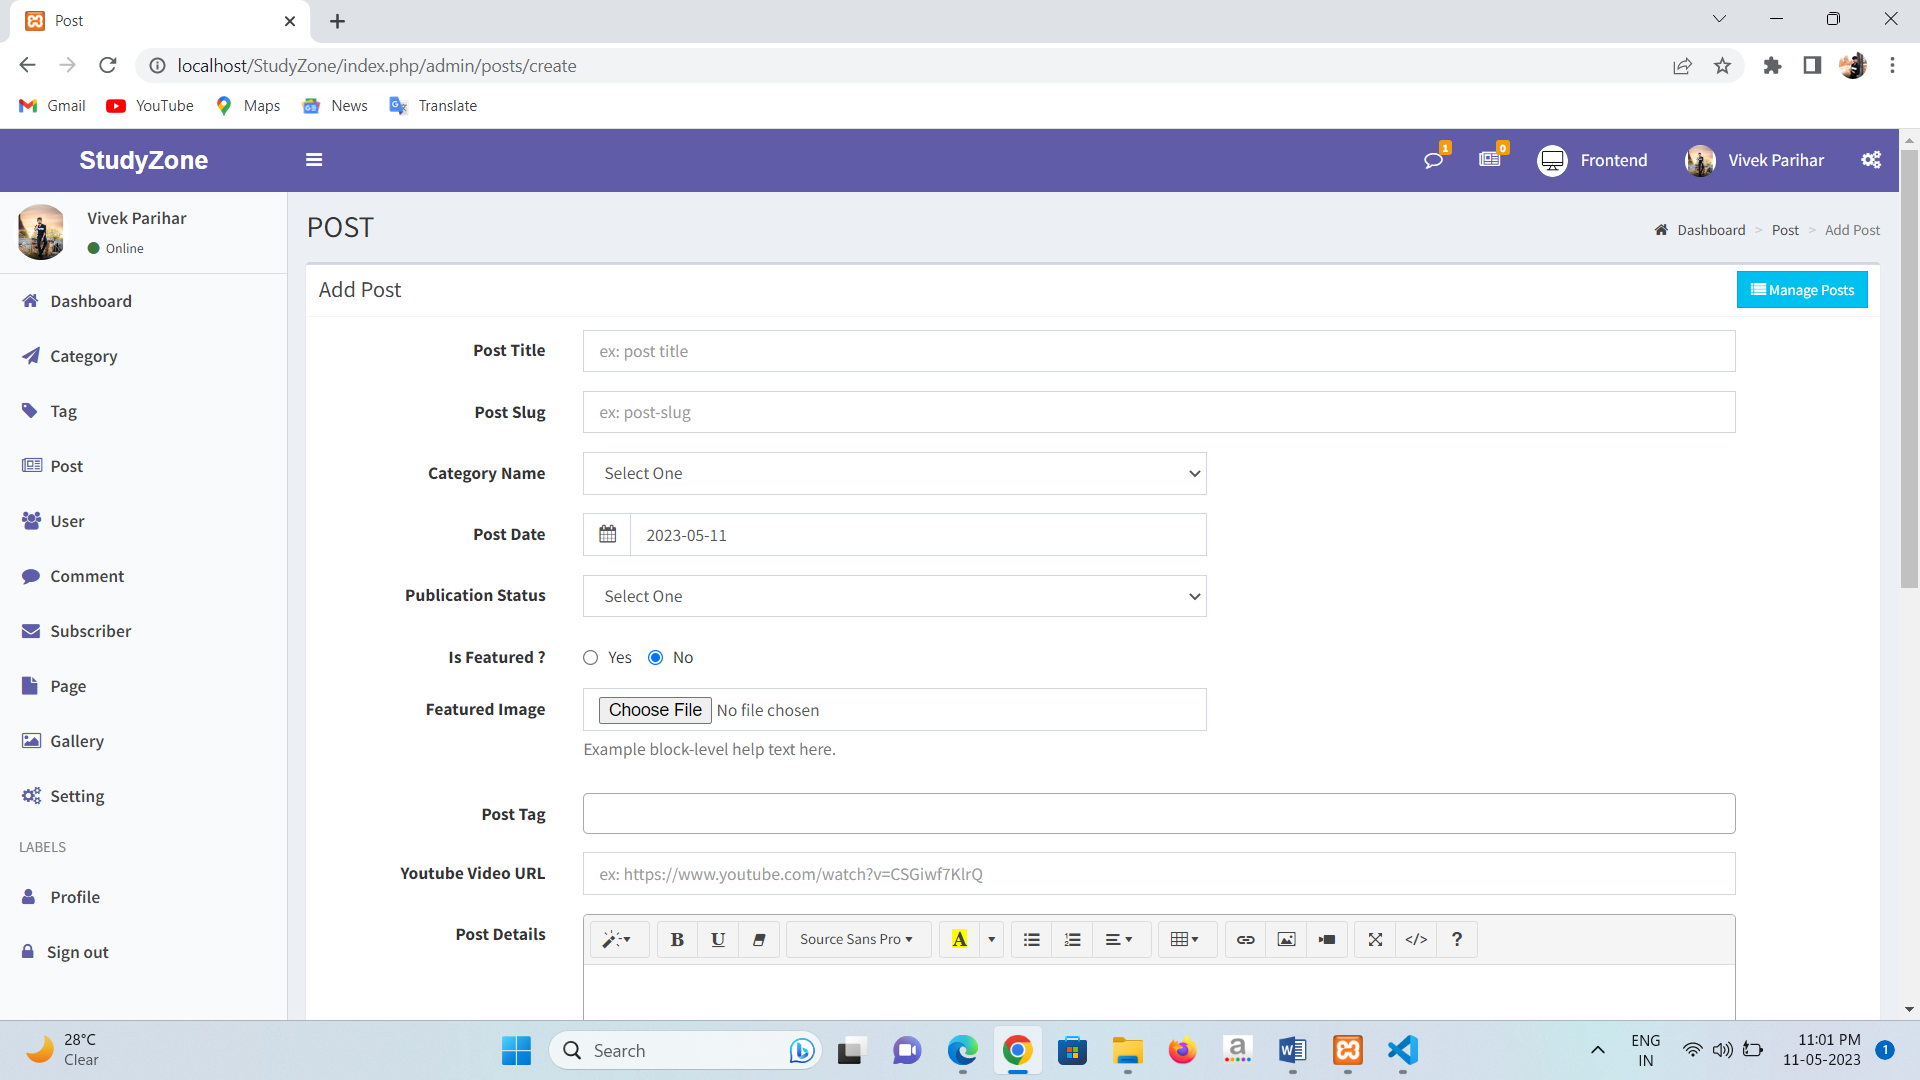 Post
localhost/StudyZone/index.php/admin/posts/create
Gmail YouTube Maps News Translate
StudyZone 1 0 Frontend Vivek Parihar
Vivek Parihar
Online
POST
Dashboard > Post > Add Post
Add Post
Manage Posts
Dashboard
Category
Tag
Post
User
Comment
Subscriber
Page
Gallery
Setting
LABELS
Profile
Sign out
Post Title ex: post title
Post Slug ex: post-slug
Category Name Select One
Post Date 2023-05-11
Publication Status Select One
Is Featured ? Yes No
Featured Image Choose File No file chosen
Example block-level help text here.
Post Tag
Youtube Video URL ex: https://www.youtube.com/watch?v=CSGiwf7KlrQ
Post Details B U Source Sans Pro A </> ?
28°C
Clear
Search
ENG
IN
11:01 PM
11-05-2023
1